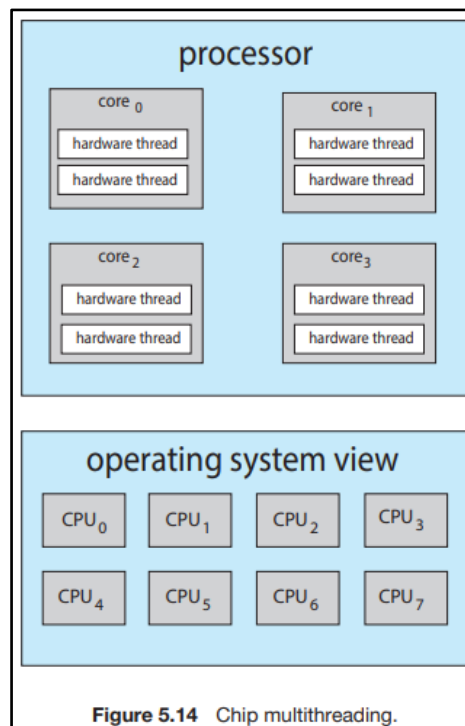 processor
core 0
core 1
hardware thread
hardware thread
hardware thread
hardware thread
core2
core3
hardware thread
hardware thread
hardware thread
hardware thread
operating system view
CPU0 CPU1 CPU2 CPU3
CPU4 CPU5 CPU6 CPU7
Figure 5.14 Chip multithreading.